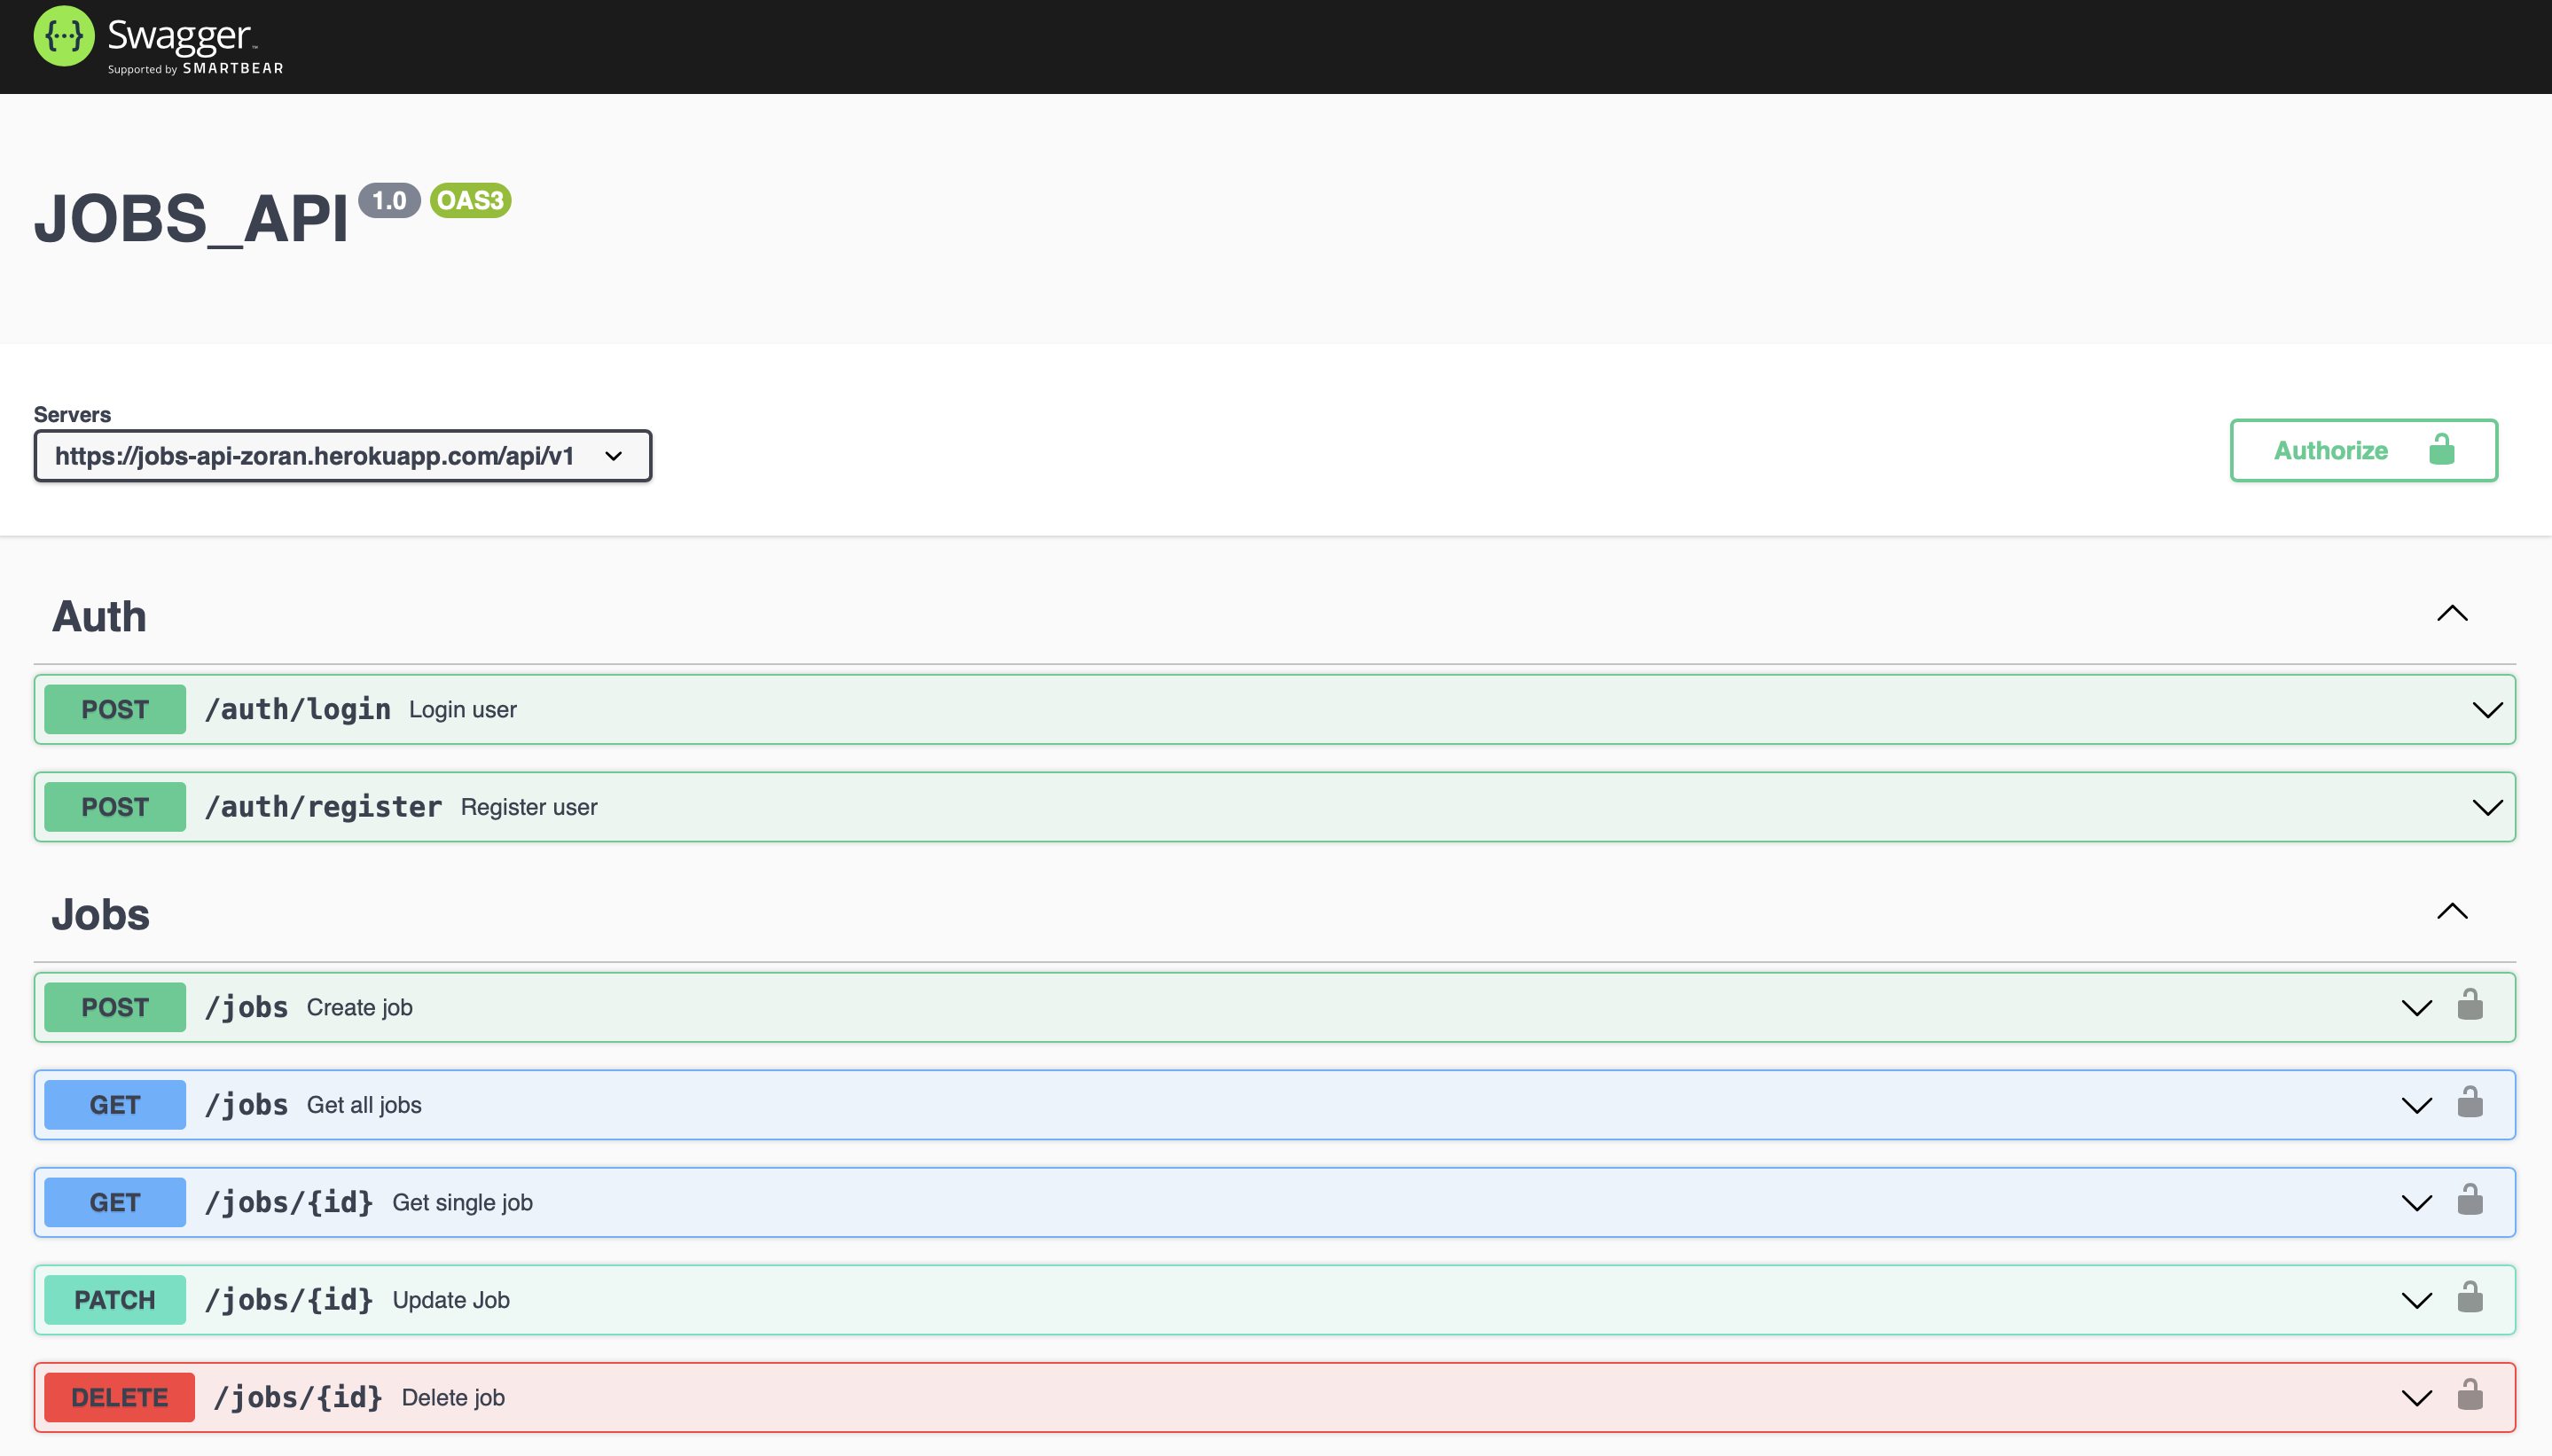 {···} Swagger™
Supported by SMARTBEAR
JOBS_API 1.0 OAS3
Servers
https://jobs-api-zoran.herokuapp.com/api/v1
Authorize
Auth
POST /auth/login Login user
POST /auth/register Register user
Jobs
POST /jobs Create job
GET /jobs Get all jobs
GET /jobs/{id} Get single job
PATCH /jobs/{id} Update Job
DELETE /jobs/{id} Delete job